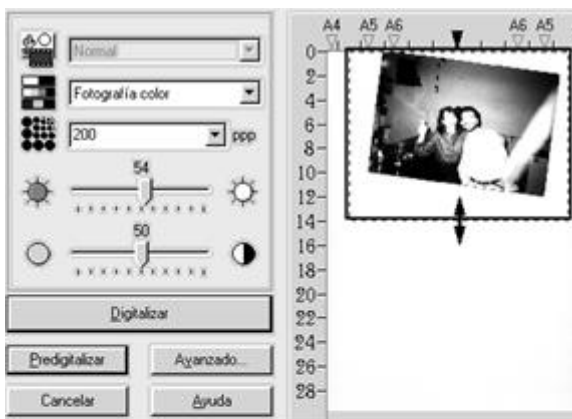 Normal
Fotografía color
200 ppp
54
50
Digitalizar
Predigitalizar
Avanzado...
Cancelar
Ayuda
A4 A5 A6 A6 A5
0
2
4
6
8
10
12
14
16
18
20
22
24
26
28